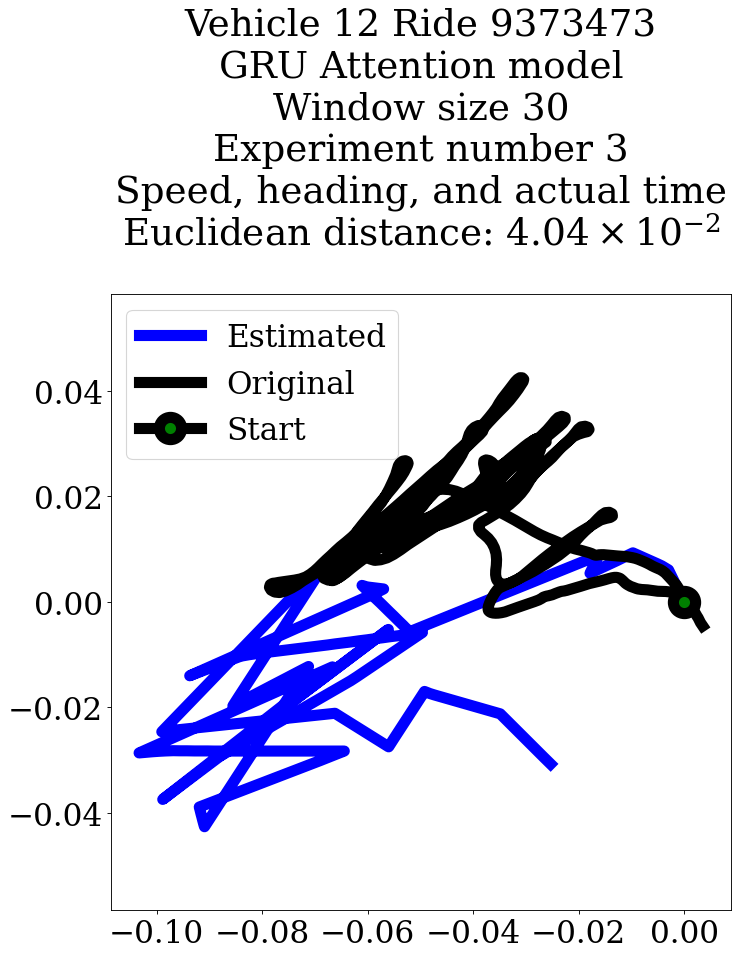 Vehicle 12 Ride 9373473
GRU Attention model
Window size 30
Experiment number 3
Speed, heading, and actual time
Euclidean distance: 4.04 × 10⁻²
Estimated
Original
Start
0.04
0.02
0.00
−0.02
−0.04
−0.10 −0.08 −0.06 −0.04 −0.02 0.00